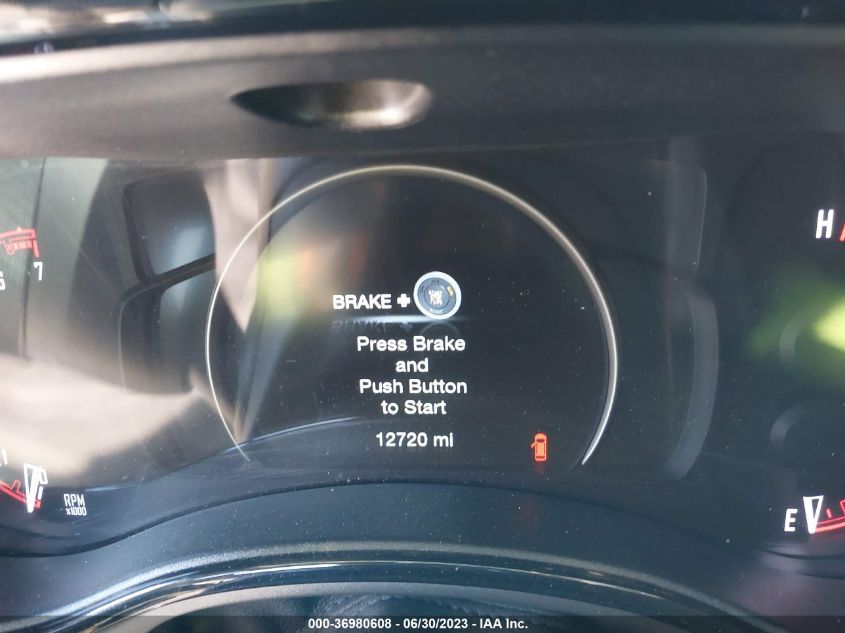 H
7
BRAKE +
Press Brake
and
Push Button
to Start
12720 mi
RPM
x1000
E
000-36980608 - 06/30/2023 - IAA Inc.